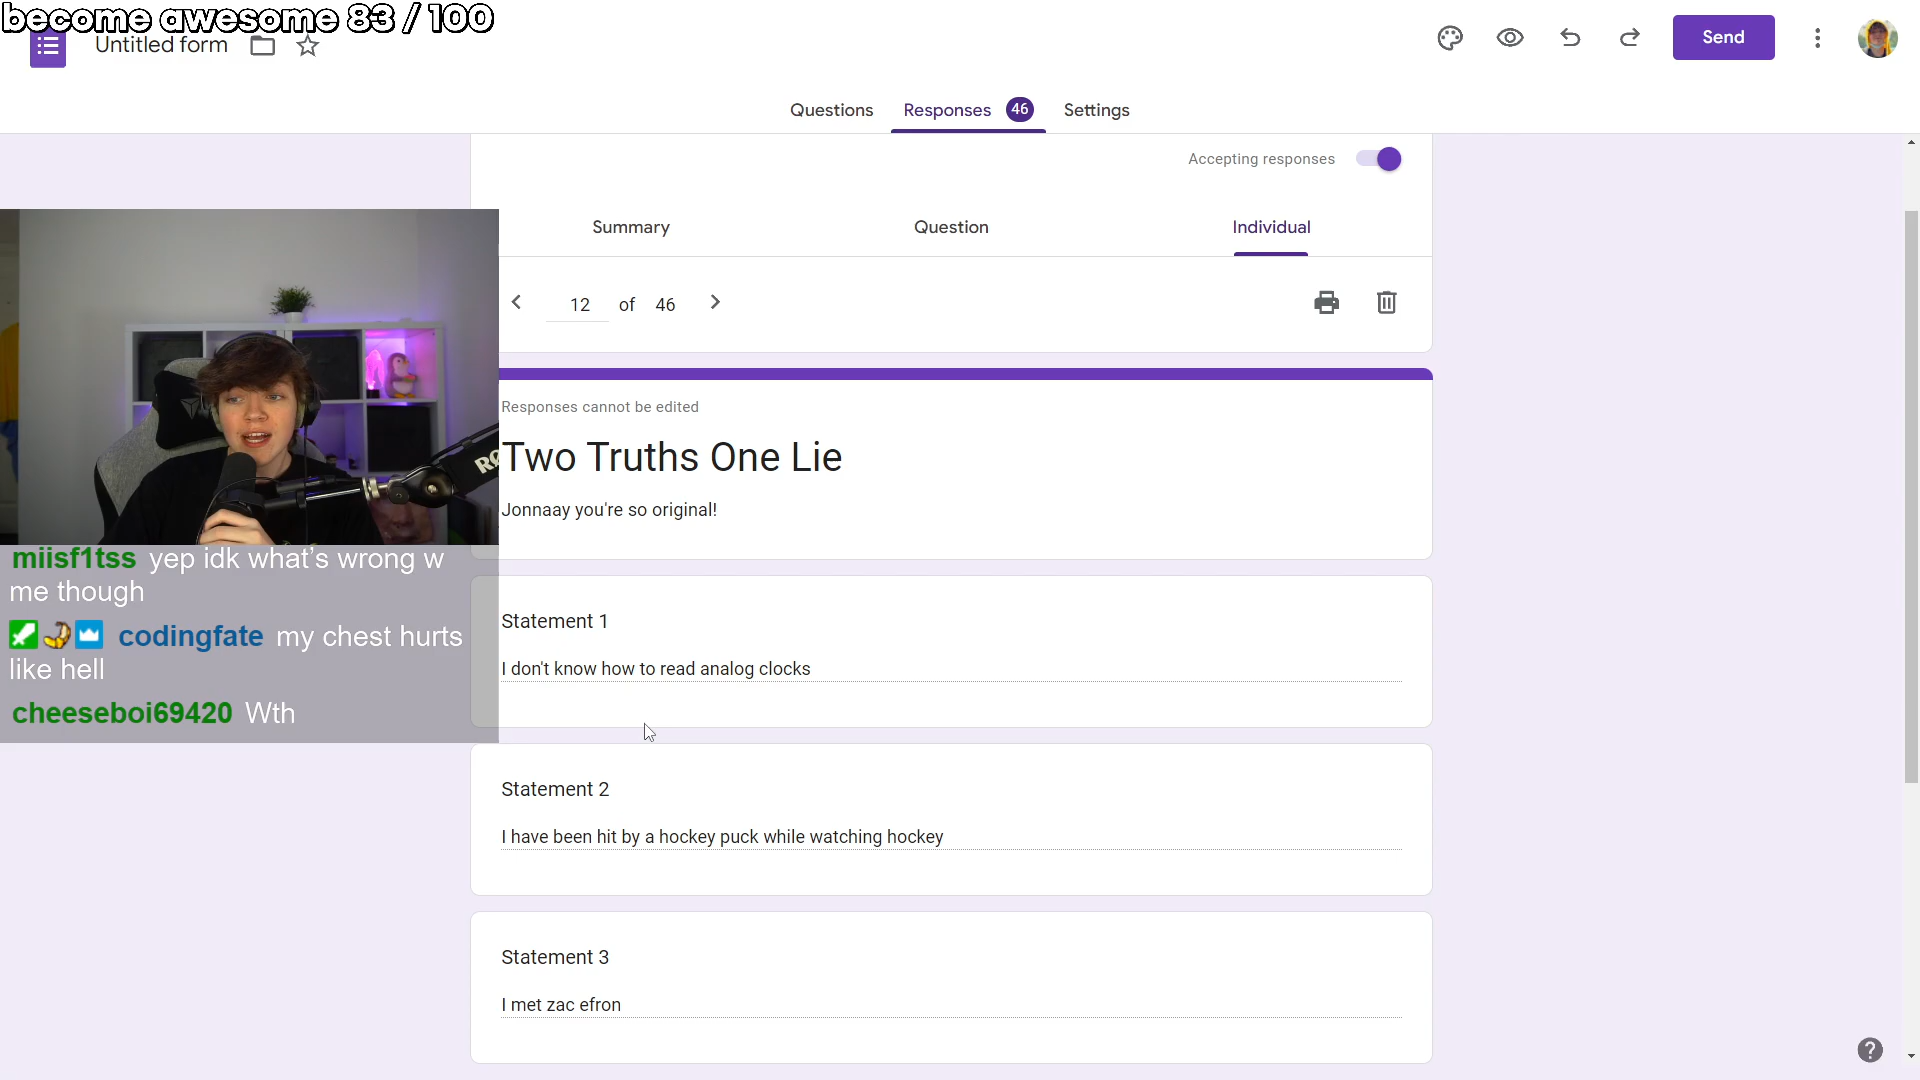 become awesome 83 / 100
Untitled form
Send
Questions
Responses 46
Settings
Accepting responses
Summary
Question
Individual
12 of 46
Responses cannot be edited
Two Truths One Lie
Jonnaay you're so original!
miisf1tss yep idk what’s wrong w
me though
codingfate my chest hurts
like hell
cheeseboi69420 Wth
Statement 1
I don't know how to read analog clocks
Statement 2
I have been hit by a hockey puck while watching hockey
Statement 3
I met zac efron